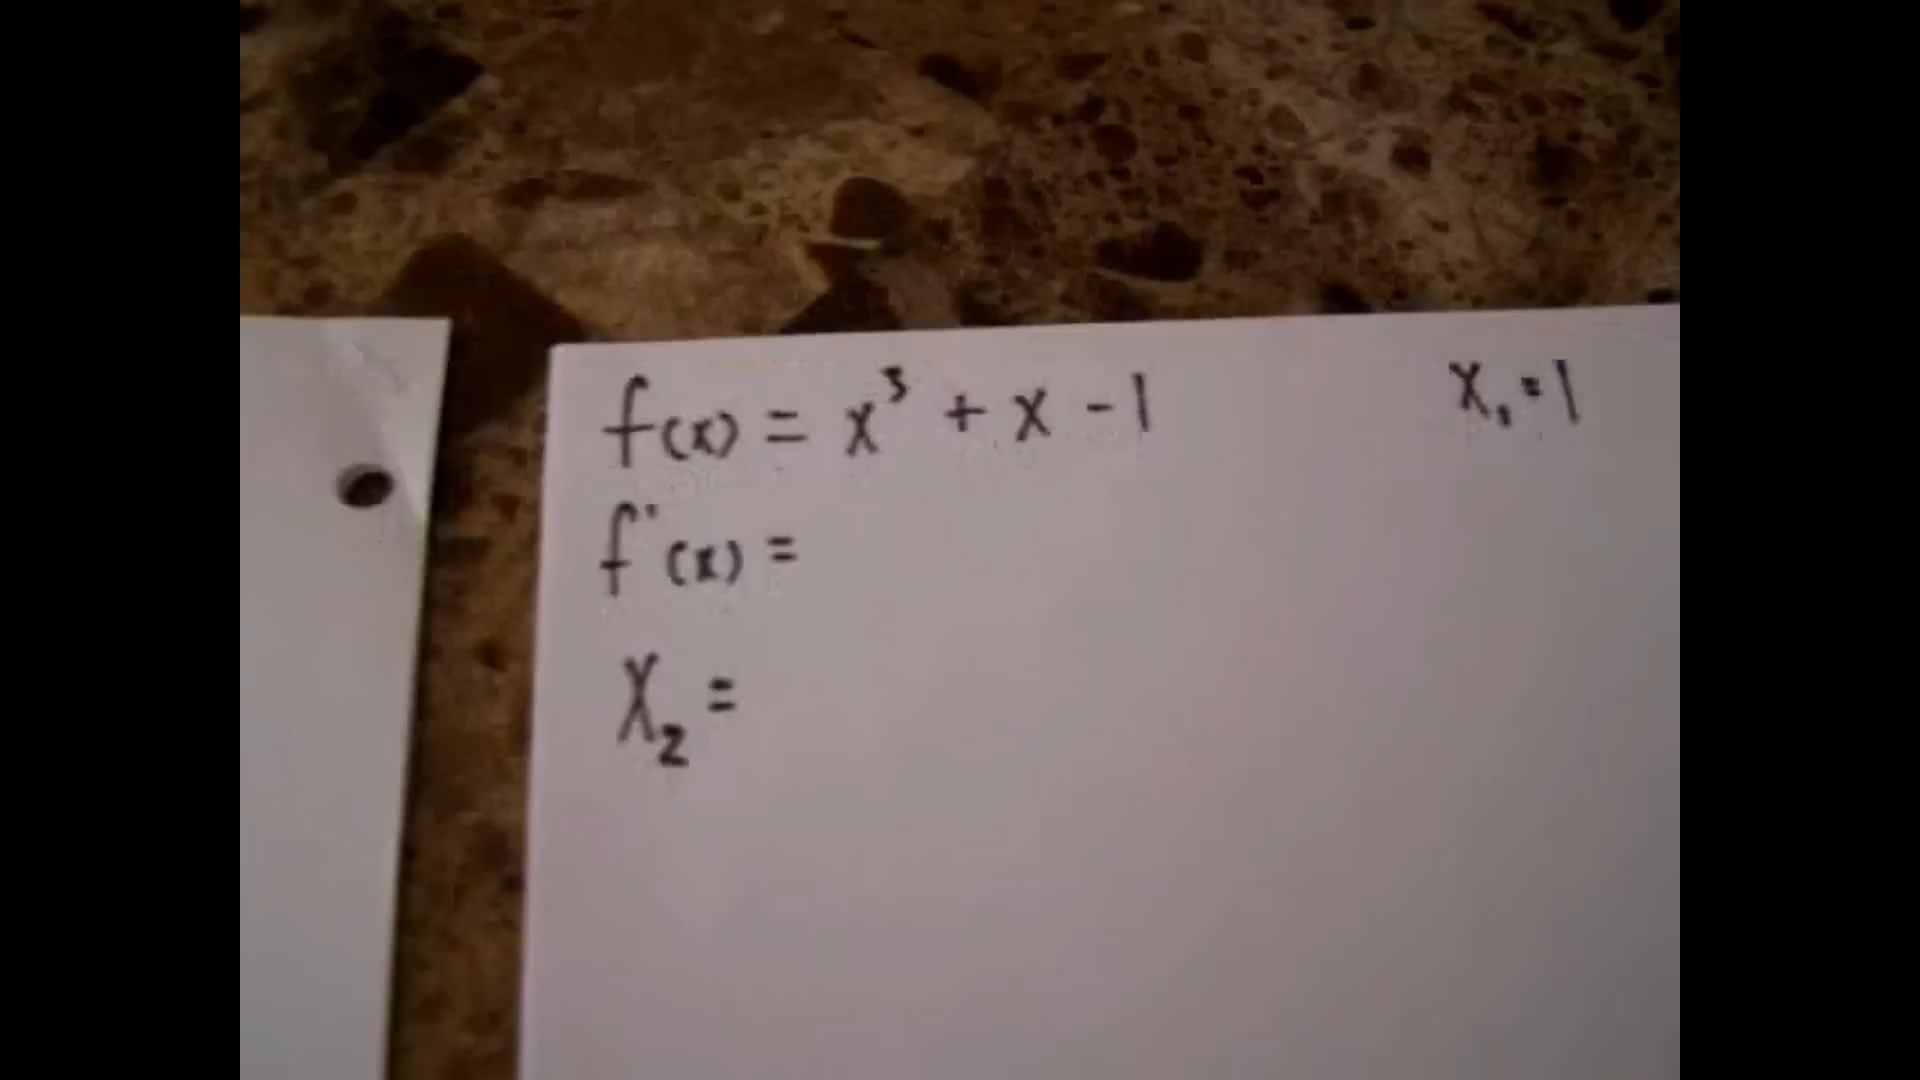 f(x) = x³ + x - 1
x₁ = 1
f'(x) =
x₂ =